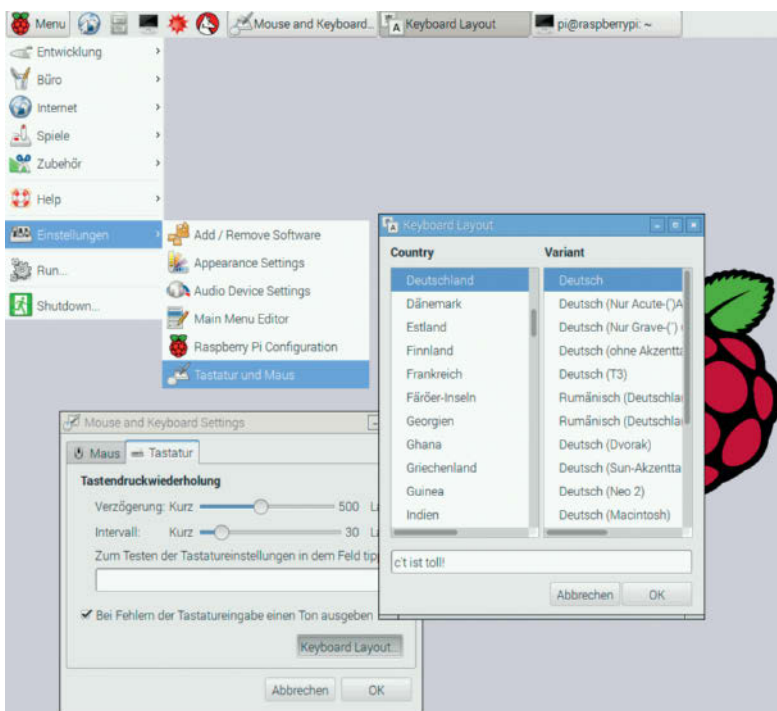 Menu
Mouse and Keyboard...
Keyboard Layout
pi@raspberrypi: ~
Entwicklung
Büro
Internet
Spiele
Zubehör
Help
Einstellungen
Run...
Shutdown...
Add / Remove Software
Appearance Settings
Audio Device Settings
Main Menu Editor
Raspberry Pi Configuration
Tastatur und Maus
Keyboard Layout
Country
Variant
Deutschland
Dänemark
Estland
Finnland
Frankreich
Färöer-Inseln
Georgien
Ghana
Griechenland
Guinea
Indien
Deutsch
Deutsch (Nur Acute-(')A
Deutsch (Nur Grave-(`)
Deutsch (ohne Akzentta
Deutsch (T3)
Rumänisch (Deutschla
Rumänisch (Deutschla
Deutsch (Dvorak)
Deutsch (Sun-Akzentta
Deutsch (Neo 2)
Deutsch (Macintosh)
c't ist toll!
Abbrechen
OK
Mouse and Keyboard Settings
Maus
Tastatur
Tastendruckwiederholung
Verzögerung: Kurz 500 L
Intervall: Kurz 30 L
Zum Testen der Tastatureinstellungen in dem Feld tip
Bei Fehlern der Tastatureingabe einen Ton ausgeben
Keyboard Layout...
Abbrechen
OK